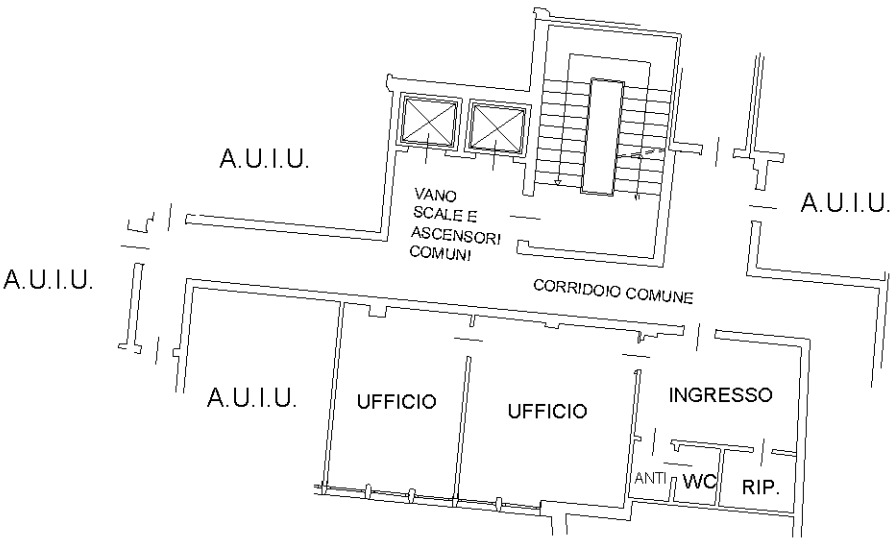 A.U.I.U.
VANO
SCALE E
ASCENSORI
COMUNI
A.U.I.U.
A.U.I.U.
CORRIDOIO COMUNE
A.U.I.U.
UFFICIO
UFFICIO
INGRESSO
ANTI
WC
RIP.